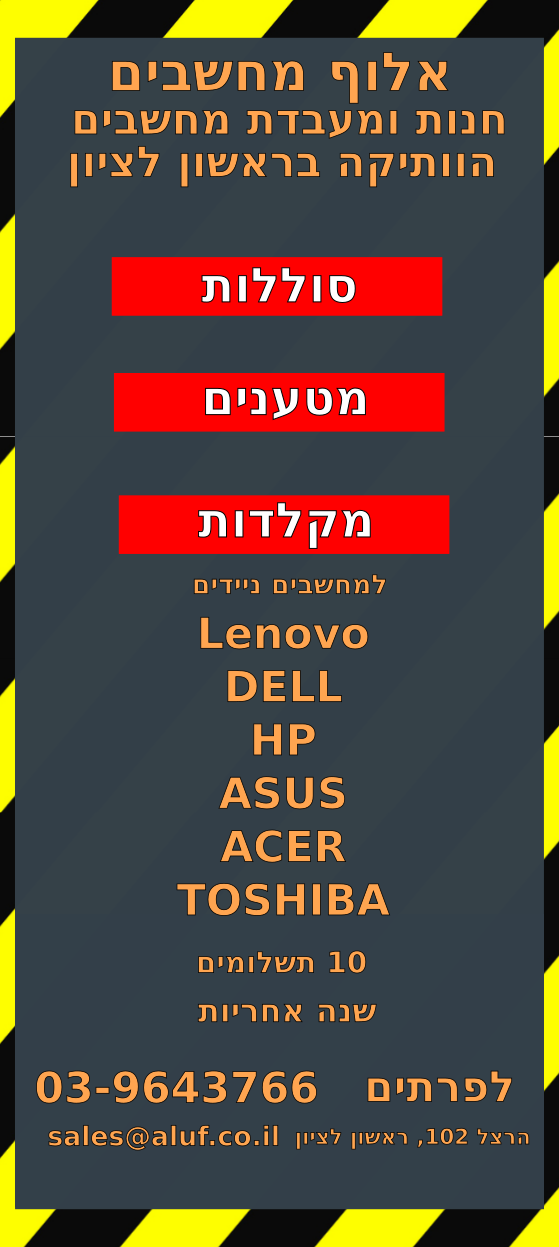 אלוף מחשבים
חנות ומעבדת מחשבים
הוותיקה בראשון לציון
סוללות
מטענים
מקלדות
למחשבים ניידים
Lenovo
DELL
HP
ASUS
ACER
TOSHIBA
10 תשלומים
שנה אחריות
לפרתים 03-9643766
הרצל 102, ראשון לציון sales@aluf.co.il